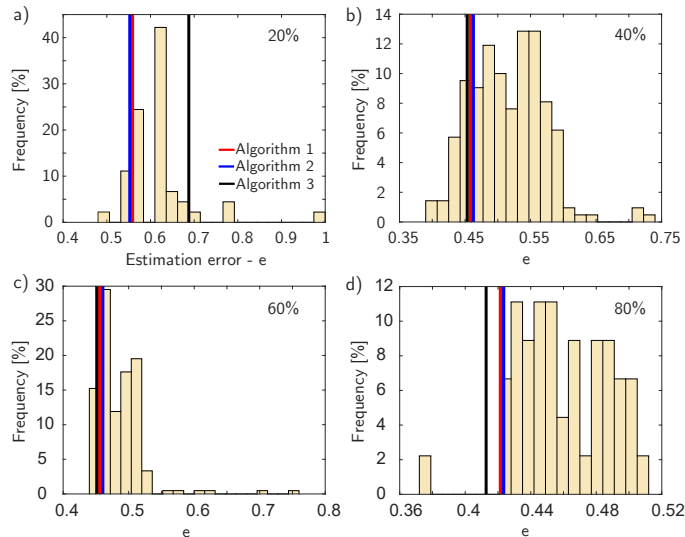 a)
20%
Frequency [%]
40
30
20
10
0
0.4 0.5 0.6 0.7 0.8 0.9 1
Estimation error - e
Algorithm 1
Algorithm 2
Algorithm 3
b)
40%
Frequency [%]
14
12
10
8
6
4
2
0
0.35 0.45 0.55 0.65 0.75
e
c)
60%
Frequency [%]
30
25
20
15
10
5
0
0.4 0.5 0.6 0.7 0.8
e
d)
80%
Frequency [%]
12
10
8
6
4
2
0
0.36 0.44 0.48 0.52
e